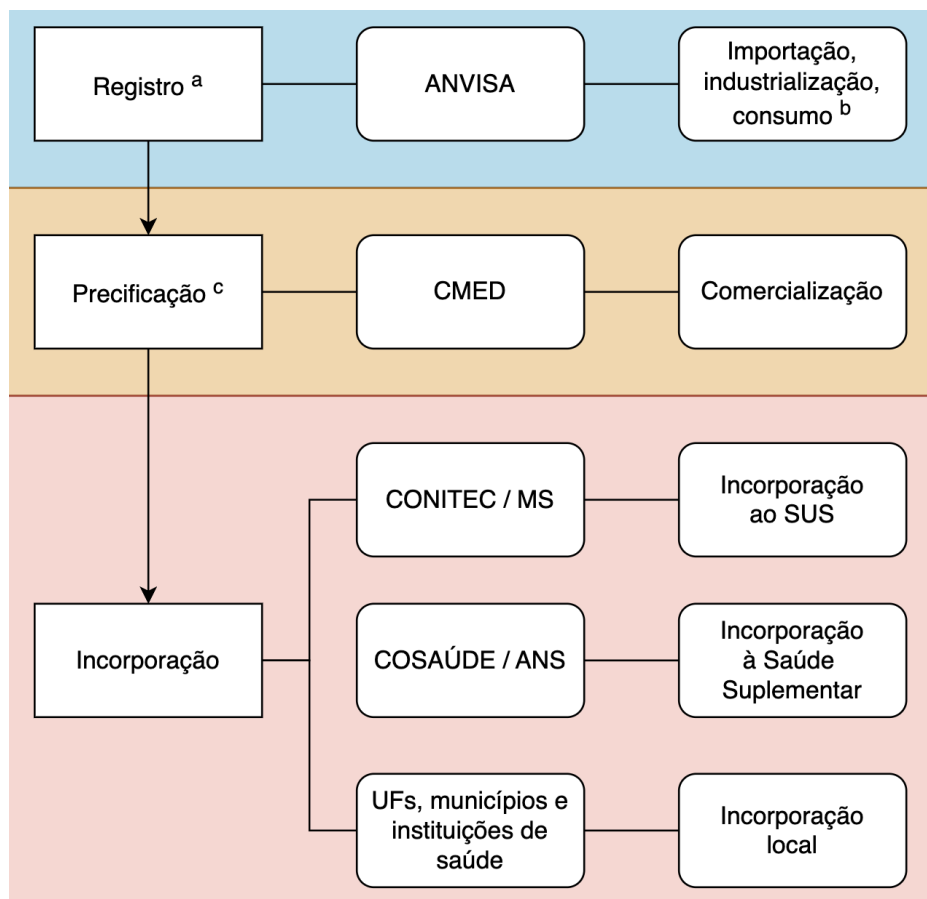 Registro a
ANVISA
Importação,
industrialização,
consumo b
Precificação c
CMED
Comercialização
Incorporação
CONITEC / MS
Incorporação
ao SUS
COSAÚDE / ANS
Incorporação
à Saúde
Suplementar
UFs, municípios e
instituições de
saúde
Incorporação
local